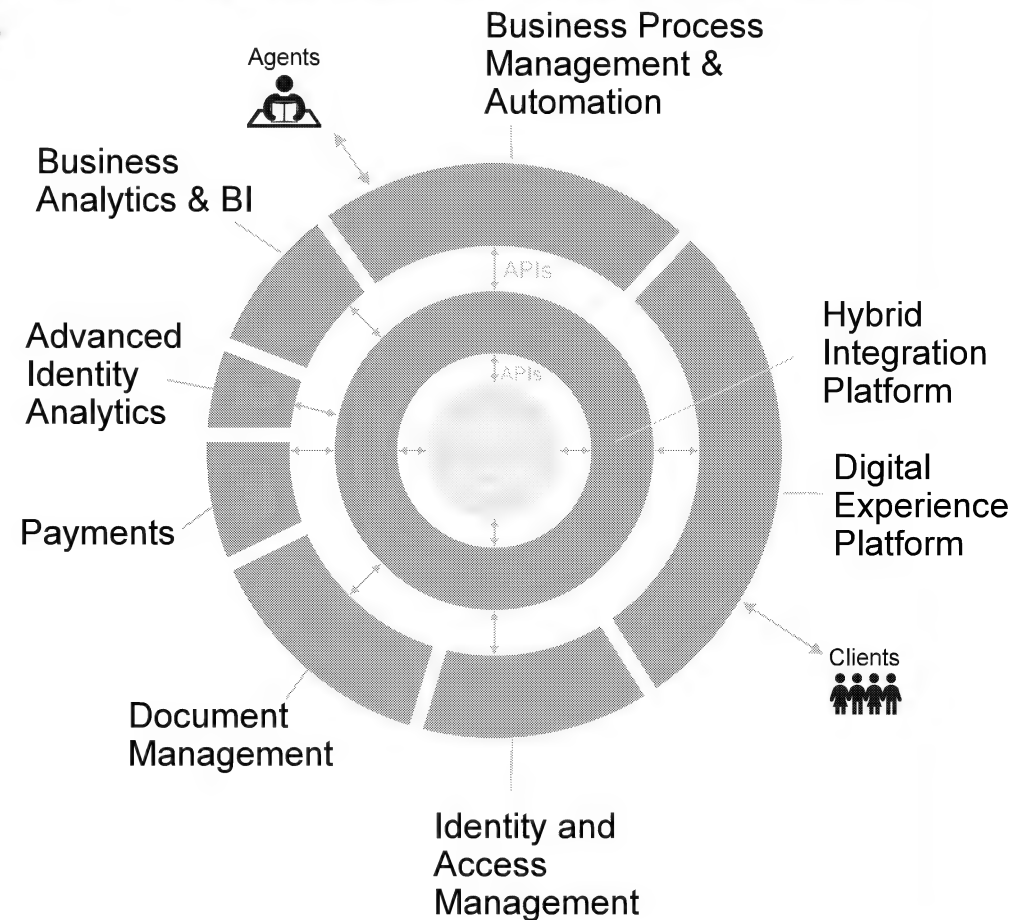 Business Process
Management &
Automation
Agents
Business
Analytics & BI
APIs
Hybrid
Integration
Platform
Advanced
Identity
Analytics
APIs
Digital
Experience
Platform
Payments
Clients
Document
Management
Identity and
Access
Management